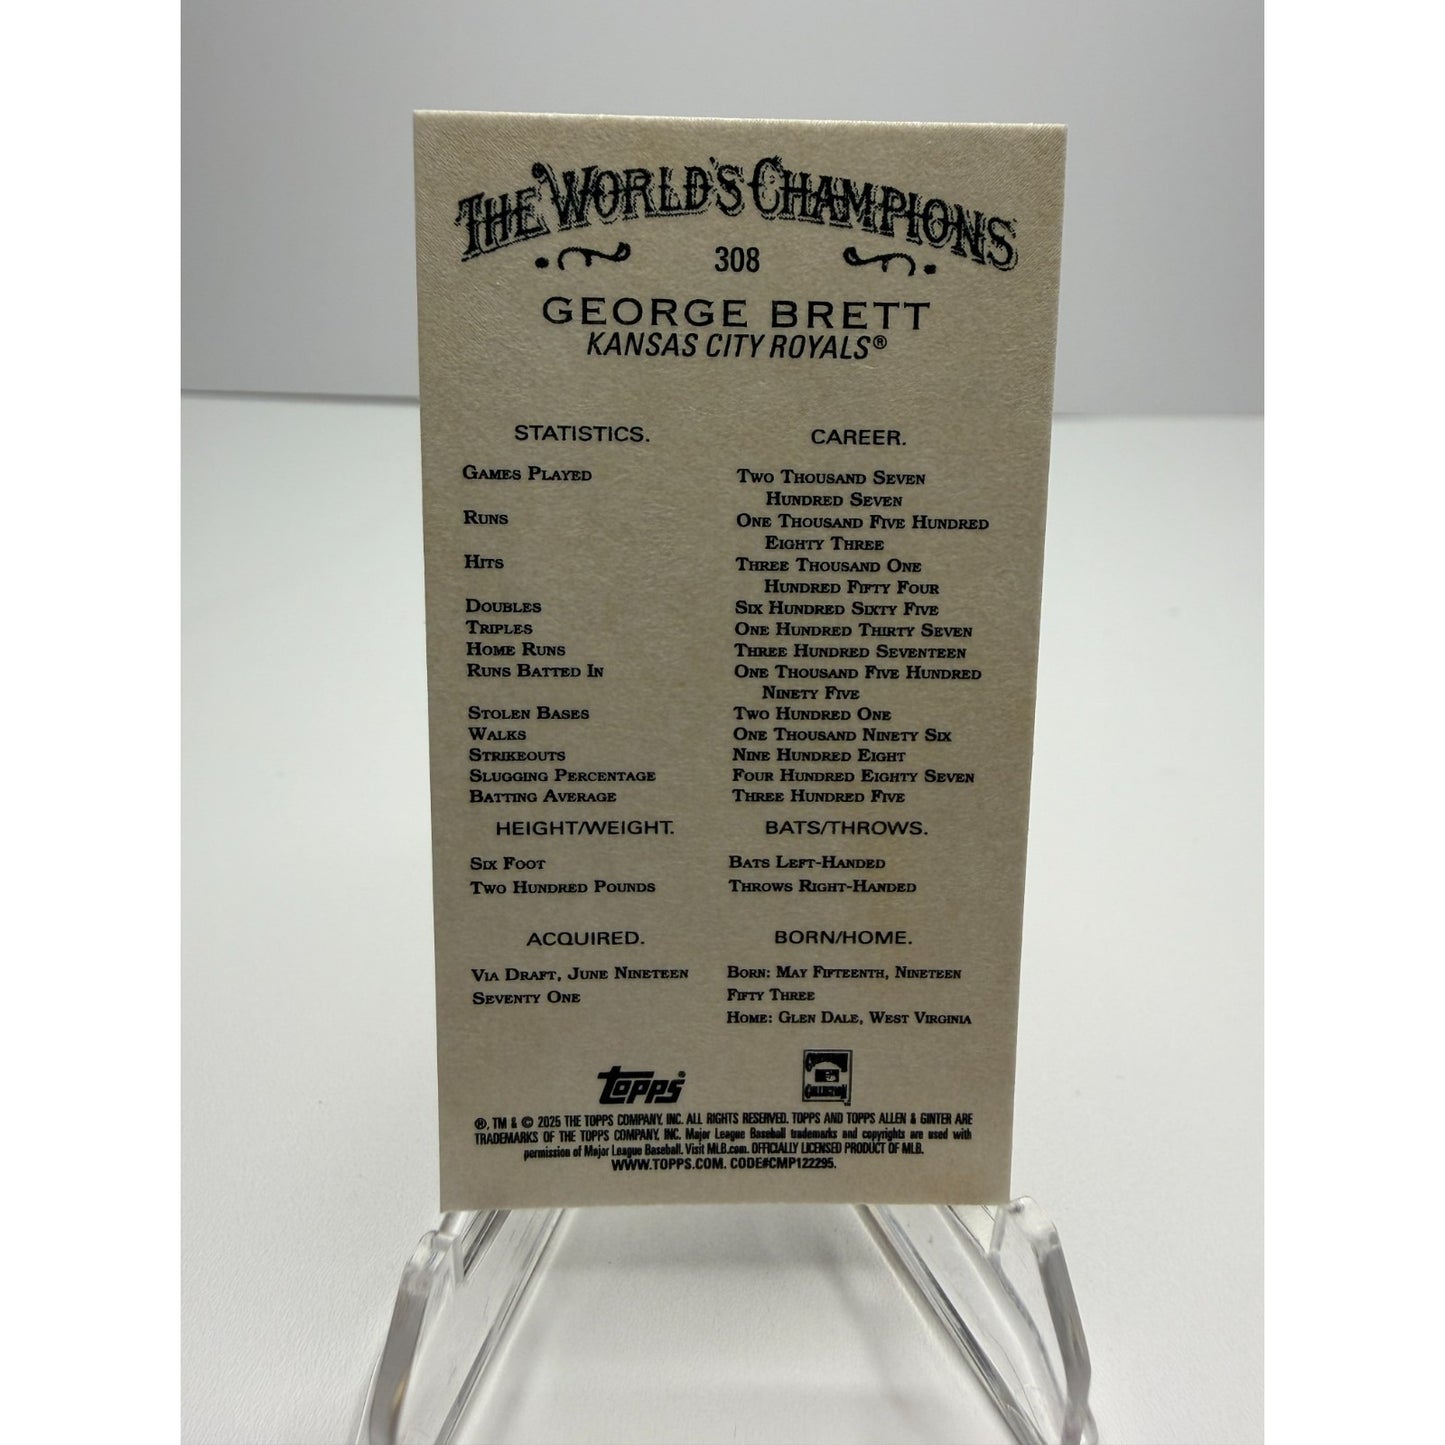 THE WORLD'S CHAMPIONS
308
GEORGE BRETT
KANSAS CITY ROYALS®
STATISTICS. CAREER.
GAMES PLAYED TWO THOUSAND SEVEN
HUNDRED SEVEN
RUNS ONE THOUSAND FIVE HUNDRED
EIGHTY THREE
HITS THREE THOUSAND ONE
HUNDRED FIFTY FOUR
DOUBLES SIX HUNDRED SIXTY FIVE
TRIPLES ONE HUNDRED THIRTY SEVEN
HOME RUNS THREE HUNDRED SEVENTEEN
RUNS BATTED IN ONE THOUSAND FIVE HUNDRED
NINETY FIVE
STOLEN BASES TWO HUNDRED ONE
WALKS ONE THOUSAND NINETY SIX
STRIKEOUTS NINE HUNDRED EIGHT
SLUGGING PERCENTAGE FOUR HUNDRED EIGHTY SEVEN
BATTING AVERAGE THREE HUNDRED FIVE
HEIGHT/WEIGHT. BATS/THROWS.
SIX FOOT BATS LEFT-HANDED
TWO HUNDRED POUNDS THROWS RIGHT-HANDED
ACQUIRED. BORN/HOME.
VIA DRAFT, JUNE NINETEEN BORN: MAY FIFTEENTH, NINETEEN
SEVENTY ONE FIFTY THREE
HOME: GLEN DALE, WEST VIRGINIA
topps® COOPERSTOWN
COLLECTION
®, TM & © 2025 THE TOPPS COMPANY, INC. ALL RIGHTS RESERVED. TOPPS AND TOPPS ALLEN & GINTER ARE
TRADEMARKS OF THE TOPPS COMPANY, INC. Major League Baseball trademarks and copyrights are used with
permission of Major League Baseball. Visit MLB.com. OFFICIALLY LICENSED PRODUCT OF MLB.
WWW.TOPPS.COM. CODE#CMP122295.